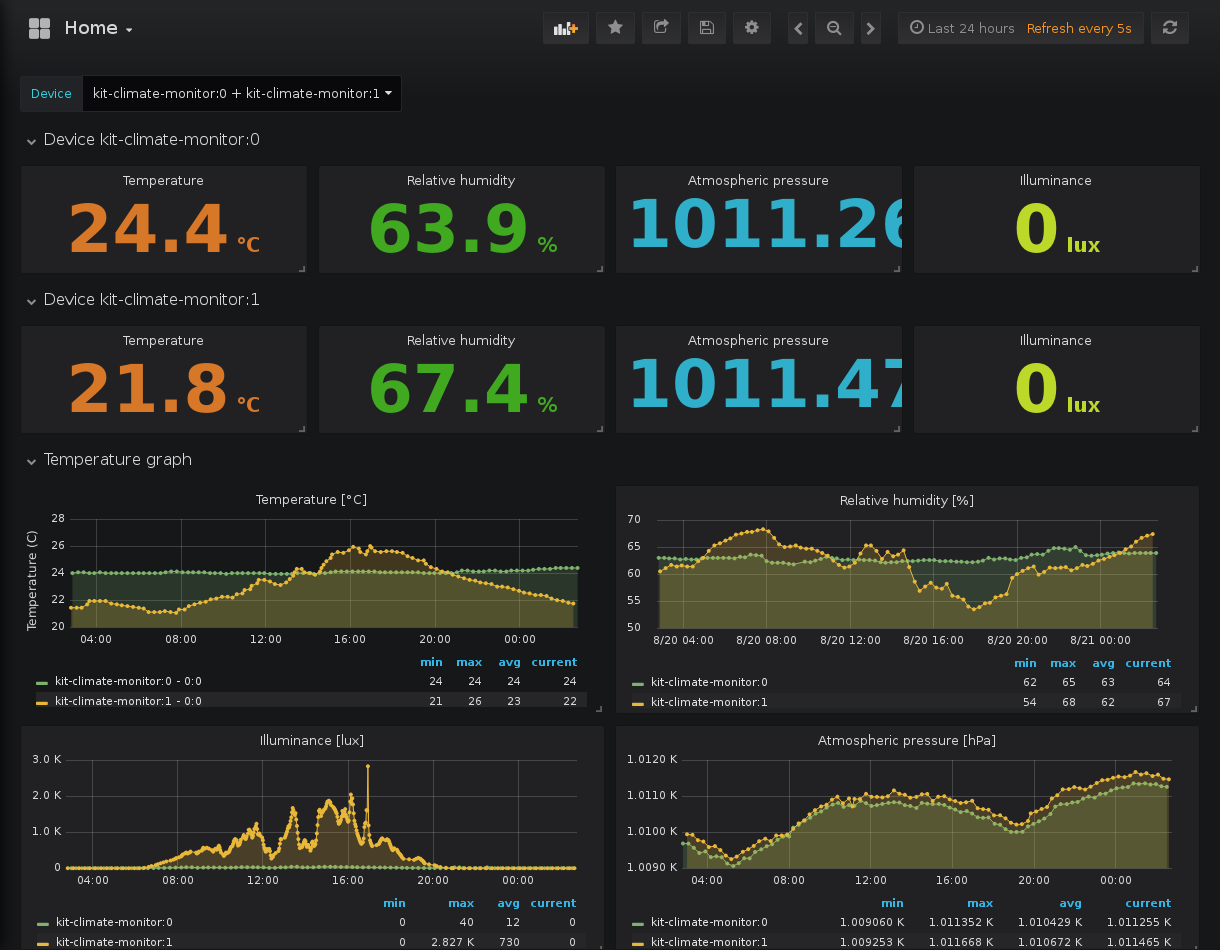 Home
Last 24 hours Refresh every 5s
Device kit-climate-monitor:0 + kit-climate-monitor:1
Device kit-climate-monitor:0
Temperature Relative humidity Atmospheric pressure Illuminance
24.4 °C 63.9 % 1011.26 0 lux
Device kit-climate-monitor:1
Temperature Relative humidity Atmospheric pressure Illuminance
21.8 °C 67.4 % 1011.47 0 lux
Temperature graph
Temperature [°C]
Temperature (C)
28
26
24
22
20
04:00 08:00 12:00 16:00 20:00 00:00
min max avg current
kit-climate-monitor:0 - 0:0 24 24 24 24
kit-climate-monitor:1 - 0:0 21 26 23 22
Relative humidity [%]
70
65
60
55
50
8/20 04:00 8/20 08:00 8/20 12:00 8/20 16:00 8/20 20:00 8/21 00:00
min max avg current
kit-climate-monitor:0 62 65 63 64
kit-climate-monitor:1 54 68 62 67
Illuminance [lux]
3.0 K
2.0 K
1.0 K
0
04:00 08:00 12:00 16:00 20:00 00:00
min max avg current
kit-climate-monitor:0 0 40 12 0
kit-climate-monitor:1 0 2.827 K 730 0
Atmospheric pressure [hPa]
1.0120 K
1.0110 K
1.0100 K
1.0090 K
04:00 08:00 12:00 16:00 20:00 00:00
min max avg current
kit-climate-monitor:0 1.009060 K 1.011352 K 1.010429 K 1.011255 K
kit-climate-monitor:1 1.009253 K 1.011668 K 1.010672 K 1.011465 K